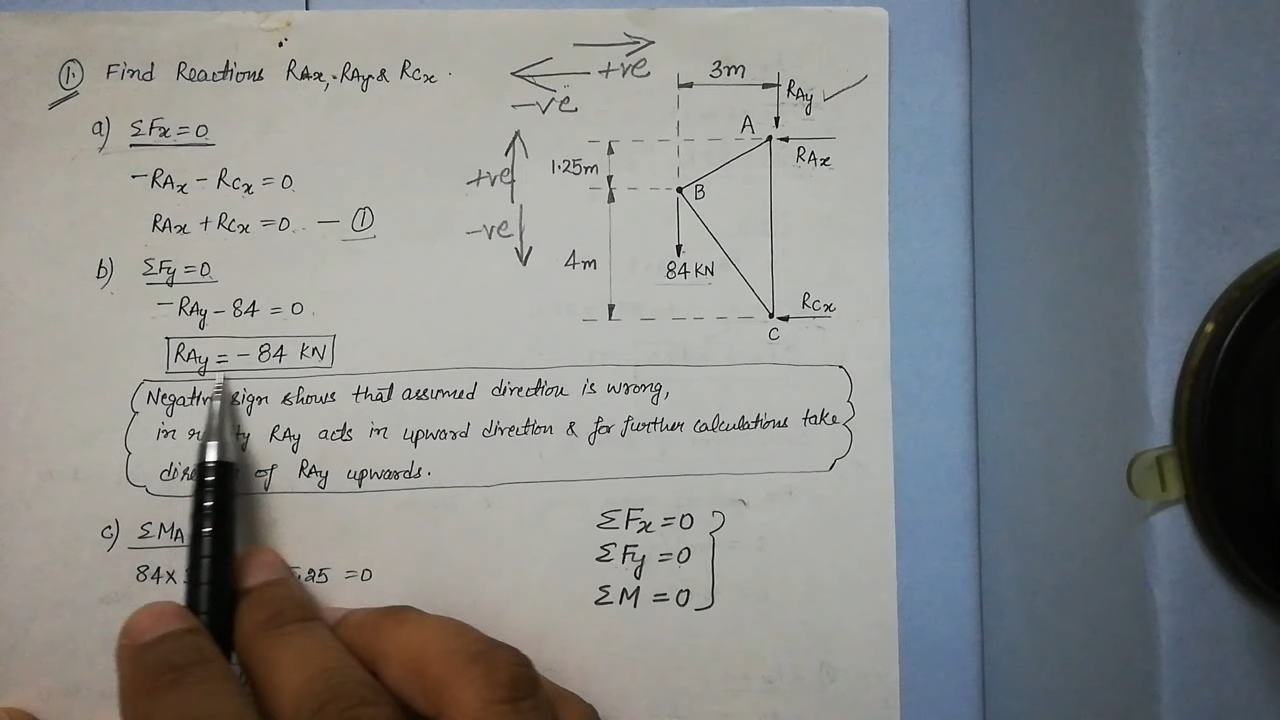 ① Find Reactions RAx, RAy & RCx.
a) ΣFx = 0
-RAx - RCx = 0
RAx + RCx = 0. — ①
b) ΣFy = 0
-RAy - 84 = 0
RAy = - 84 KN
sign shows that assumed direction is wrong,
in RAy acts in upward direction & for further calculations take
of RAy upwards.
c) ΣMA
84×
.25 = 0
+ve
-ve
+ve
-ve
3m
RAy
A
RAx
1.25m
B
4m
84 KN
RCx
C
ΣFx = 0
ΣFy = 0
ΣM = 0